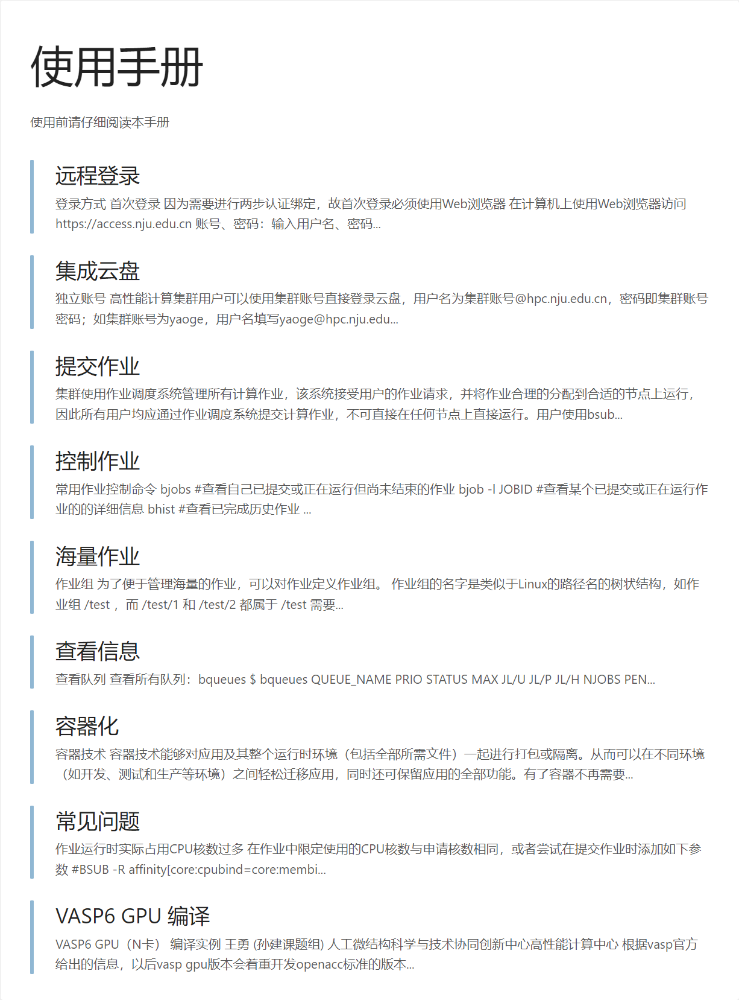 使用手册
使用前请仔细阅读本手册
远程登录
登录方式 首次登录 因为需要进行两步认证绑定，故首次登录必须使用Web浏览器 在计算机上使用Web浏览器访问
https://access.nju.edu.cn 账号、密码：输入用户名、密码...
集成云盘
独立账号 高性能计算集群用户可以使用集群账号直接登录云盘，用户名为集群账号@hpc.nju.edu.cn，密码即集群账号
密码；如集群账号为yaoge，用户名填写yaoge@hpc.nju.edu...
提交作业
集群使用作业调度系统管理所有计算作业，该系统接受用户的作业请求，并将作业合理的分配到合适的节点上运行，
因此所有用户均应通过作业调度系统提交计算作业，不可直接在任何节点上直接运行。用户使用bsub...
控制作业
常用作业控制命令 bjobs #查看自己已提交或正在运行但尚未结束的作业 bjob -l JOBID #查看某个已提交或正在运行作
业的的详细信息 bhist #查看已完成历史作业 ...
海量作业
作业组 为了便于管理海量的作业，可以对作业定义作业组。 作业组的名字是类似于Linux的路径名的树状结构，如作
业组 /test ，而 /test/1 和 /test/2 都属于 /test 需要...
查看信息
查看队列 查看所有队列：bqueues $ bqueues QUEUE_NAME PRIO STATUS MAX JL/U JL/P JL/H NJOBS PEN...
容器化
容器技术 容器技术能够对应用及其整个运行时环境（包括全部所需文件）一起进行打包或隔离。从而可以在不同环境
（如开发、测试和生产等环境）之间轻松迁移应用，同时还可保留应用的全部功能。有了容器不再需要...
常见问题
作业运行时实际占用CPU核数过多 在作业中限定使用的CPU核数与申请核数相同，或者尝试在提交作业时添加如下参
数 #BSUB -R affinity[core:cpubind=core:membi...
VASP6 GPU 编译
VASP6 GPU（N卡） 编译实例 王勇 (孙建课题组) 人工微结构科学与技术协同创新中心高性能计算中心 根据vasp官方
给出的信息，以后vasp gpu版本会着重开发openacc标准的版本...